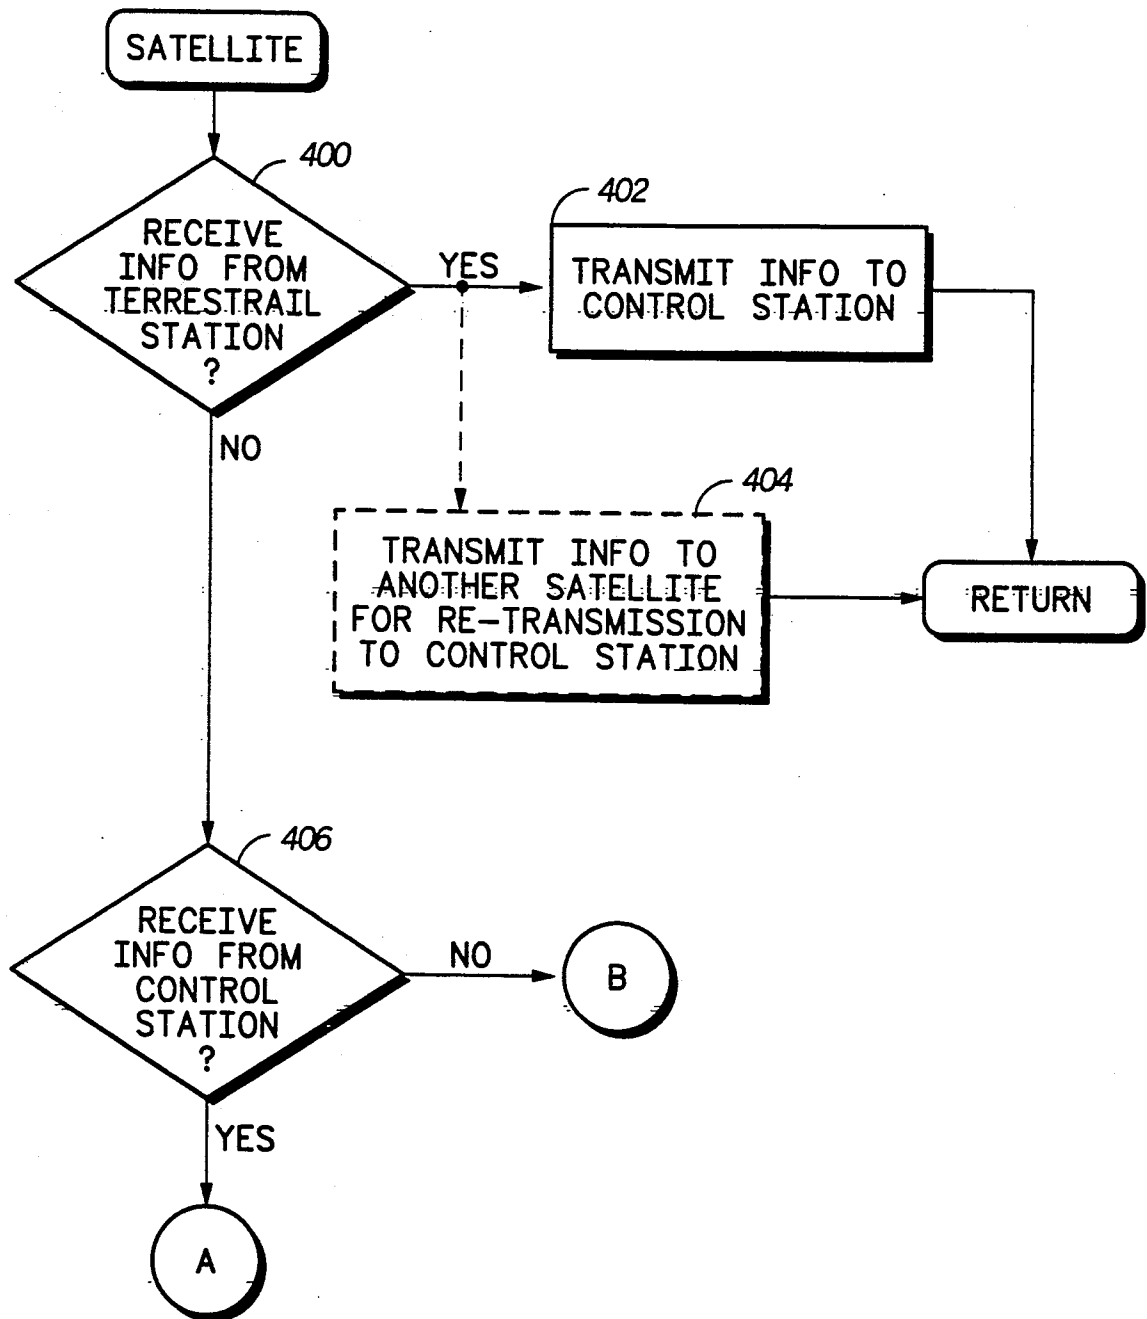 SATELLITE
400
RECEIVE
INFO FROM
TERRESTRAIL
STATION
?
YES
402
TRANSMIT INFO TO
CONTROL STATION
NO
404
TRANSMIT INFO TO
ANOTHER SATELLITE
FOR RE-TRANSMISSION
TO CONTROL STATION
RETURN
406
RECEIVE
INFO FROM
CONTROL
STATION
?
NO
B
YES
A